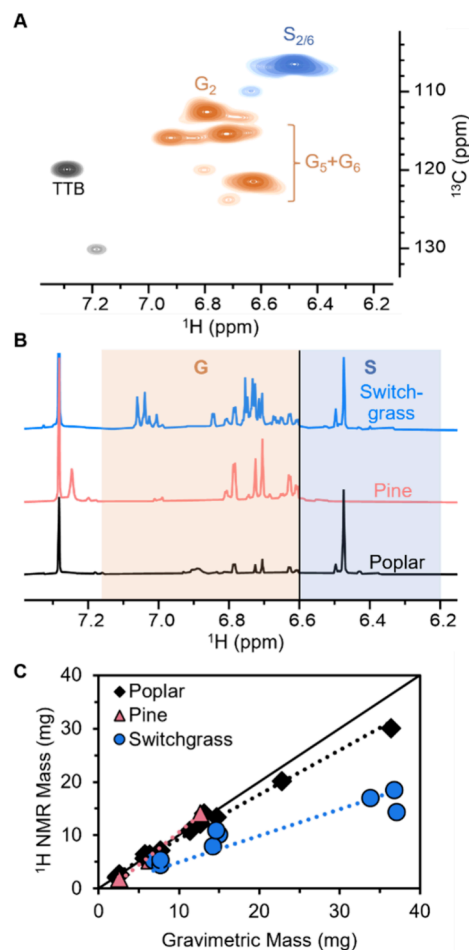 A
S2/6
G2
G5+G6
TTB
110
120
130
13C (ppm)
7.2 7.0 6.8 6.6 6.4 6.2
1H (ppm)
B
G S
Switch-
grass
Pine
Poplar
7.2 7.0 6.8 6.6 6.4 6.2
1H (ppm)
C
40
30
20
10
0
1H NMR Mass (mg)
Poplar
Pine
Switchgrass
0 10 20 30 40
Gravimetric Mass (mg)